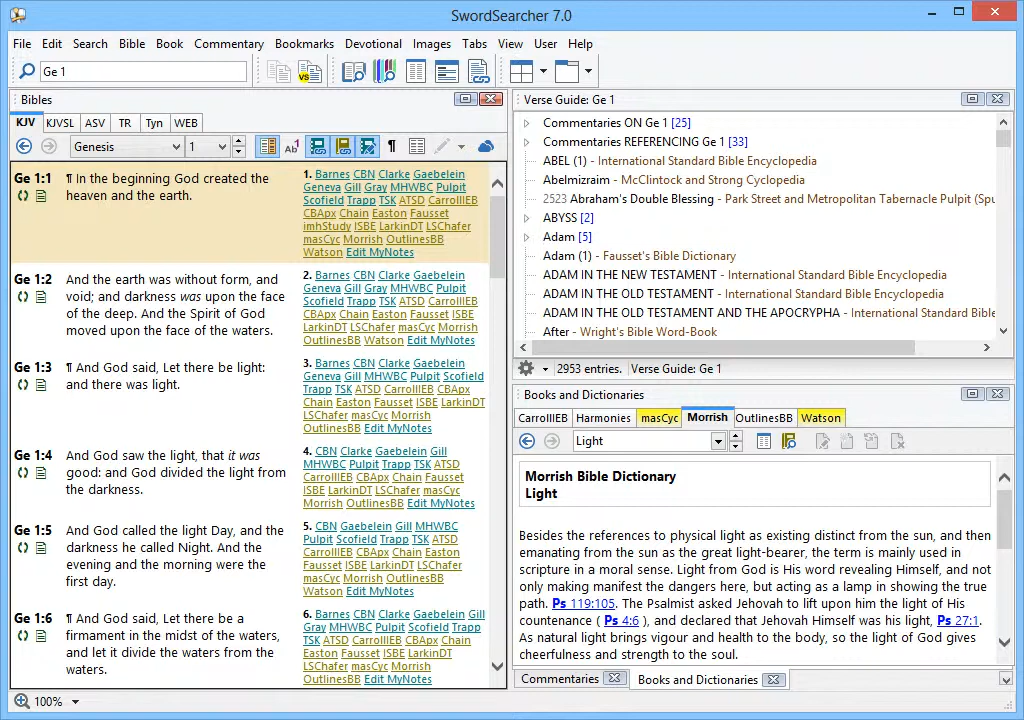 SwordSearcher 7.0
File Edit Search Bible Book Commentary Bookmarks Devotional Images Tabs View User Help
Ge 1
VS
Bibles
KJV KJVSL ASV TR Tyn WEB
Genesis 1
Ab1 ¶
Ge 1:1 ¶ In the beginning God created the
heaven and the earth.
1. Barnes CBN Clarke Gaebelein
Geneva Gill Gray MHWBC Pulpit
Scofield Trapp TSK ATSD CarrollIEB
CBApx Chain Easton Fausset
imhStudy ISBE LarkinDT LSChafer
masCyc Morrish OutlinesBB
Watson Edit MyNotes
Ge 1:2 And the earth was without form, and
void; and darkness was upon the face
of the deep. And the Spirit of God
moved upon the face of the waters.
2. Barnes CBN Clarke Gaebelein
Geneva Gill Gray MHWBC Pulpit
Scofield Trapp TSK ATSD CarrollIEB
CBApx Chain Easton Fausset ISBE
LarkinDT LSChafer masCyc Morrish
OutlinesBB Watson Edit MyNotes
Ge 1:3 ¶ And God said, Let there be light:
and there was light.
3. Barnes CBN Clarke Gaebelein
Geneva Gill MHWBC Pulpit Scofield
Trapp TSK ATSD CarrollIEB CBApx
Chain Easton Fausset ISBE LarkinDT
LSChafer masCyc Morrish
OutlinesBB Edit MyNotes
Ge 1:4 And God saw the light, that it was
good: and God divided the light from
the darkness.
4. CBN Clarke Gaebelein Gill
MHWBC Pulpit Trapp TSK ATSD
CarrollIEB CBApx Chain Fausset
ISBE LarkinDT LSChafer masCyc
Morrish OutlinesBB Edit MyNotes
Ge 1:5 And God called the light Day, and the
darkness he called Night. And the
evening and the morning were the
first day.
5. CBN Gaebelein Gill MHWBC
Pulpit Scofield Trapp TSK ATSD
CarrollIEB CBApx Chain Easton
Fausset ISBE LarkinDT LSChafer
masCyc Morrish OutlinesBB
Watson Edit MyNotes
Ge 1:6 ¶ And God said, Let there be a
firmament in the midst of the waters,
and let it divide the waters from the
waters.
6. Barnes CBN Clarke Gaebelein Gill
Gray MHWBC Pulpit Scofield Trapp
TSK ATSD CarrollIEB CBApx Chain
Easton Fausset ISBE LarkinDT
LSChafer masCyc Morrish
OutlinesBB Edit MyNotes
100%
Verse Guide: Ge 1
Commentaries ON Ge 1 [25]
Commentaries REFERENCING Ge 1 [33]
ABEL (1) - International Standard Bible Encyclopedia
Abelmizraim - McClintock and Strong Cyclopedia
2523 Abraham's Double Blessing - Park Street and Metropolitan Tabernacle Pulpit (Spu
ABYSS [2]
Adam [5]
Adam (1) - Fausset's Bible Dictionary
ADAM IN THE NEW TESTAMENT - International Standard Bible Encyclopedia
ADAM IN THE OLD TESTAMENT - International Standard Bible Encyclopedia
ADAM IN THE OLD TESTAMENT AND THE APOCRYPHA - International Standard Bible
After - Wright's Bible Word-Book
2953 entries. Verse Guide: Ge 1
Books and Dictionaries
CarrollIEB Harmonies masCyc Morrish OutlinesBB Watson
Light
Morrish Bible Dictionary
Light
Besides the references to physical light as existing distinct from the sun, and then
emanating from the sun as the great light-bearer, the term is mainly used in
scripture in a moral sense. Light from God is His word revealing Himself, and not
only making manifest the dangers here, but acting as a lamp in showing the true
path. Ps 119:105. The Psalmist asked Jehovah to lift upon him the light of His
countenance ( Ps 4:6 ), and declared that Jehovah Himself was his light, Ps 27:1.
As natural light brings vigour and health to the body, so the light of God gives
cheerfulness and strength to the soul.
Commentaries Books and Dictionaries